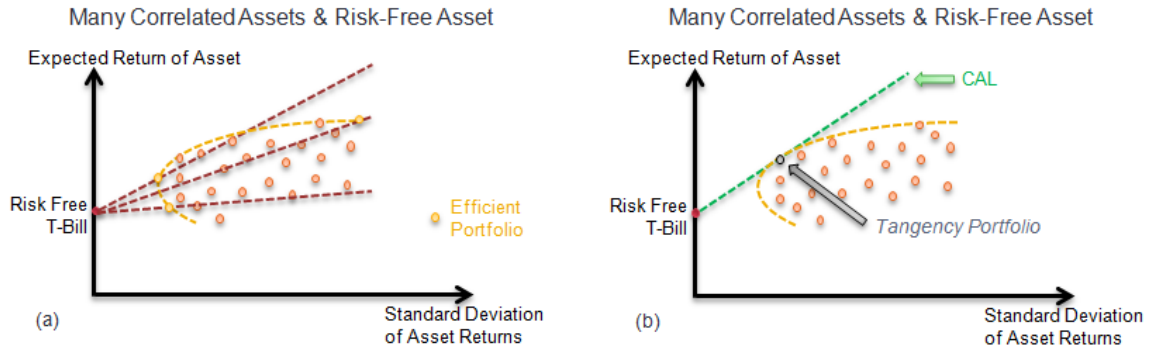 Many Correlated Assets & Risk-Free Asset
Expected Return of Asset
Risk Free
T-Bill
Efficient
Portfolio
Standard Deviation
of Asset Returns
(a)
Many Correlated Assets & Risk-Free Asset
Expected Return of Asset
CAL
Risk Free
T-Bill
Tangency Portfolio
Standard Deviation
of Asset Returns
(b)